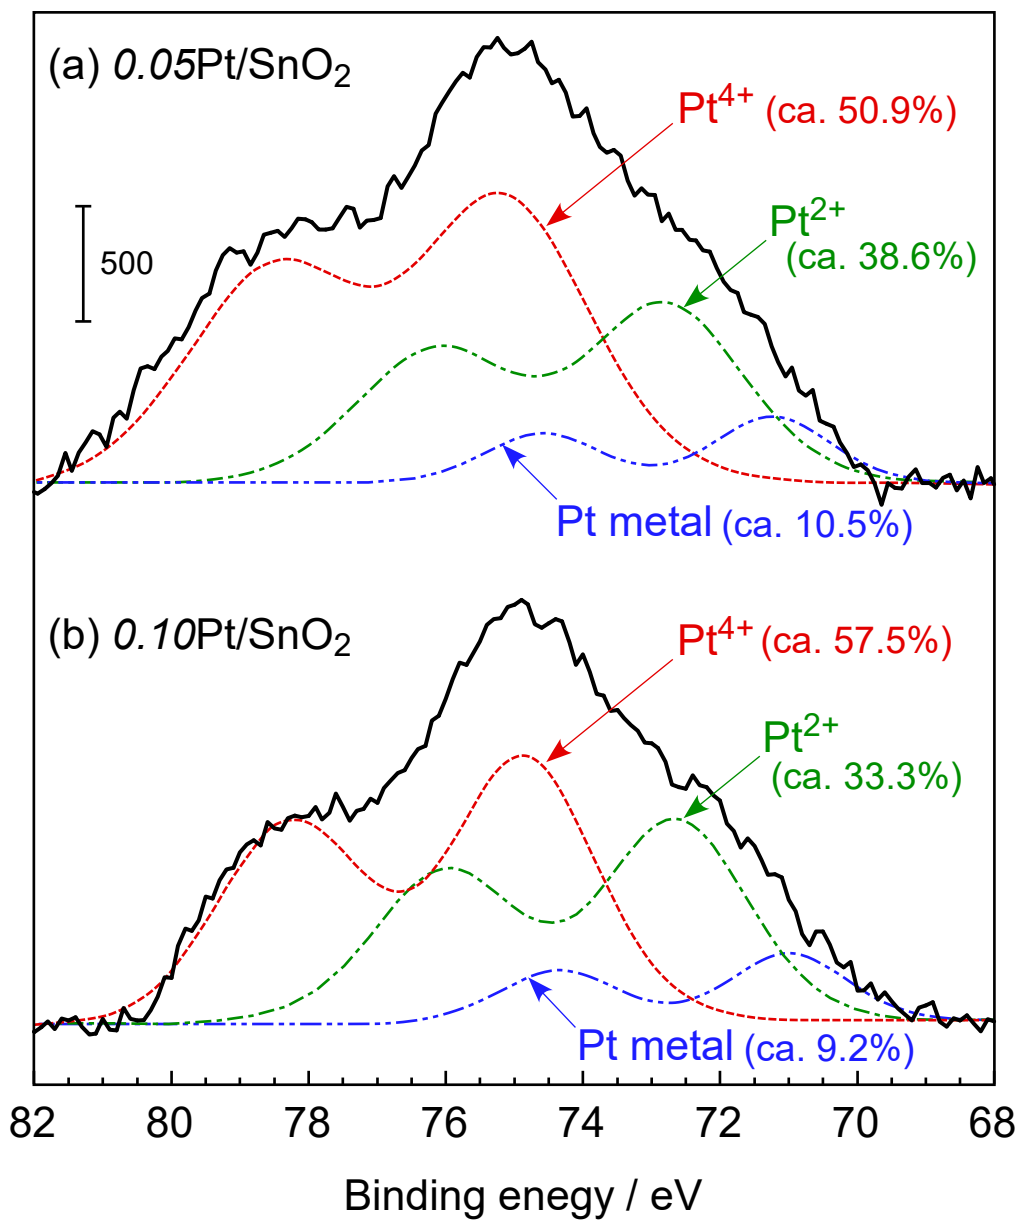 (a) 0.05Pt/SnO₂
Pt⁴⁺ (ca. 50.9%)
Pt²⁺
(ca. 38.6%)
500
Pt metal (ca. 10.5%)
(b) 0.10Pt/SnO₂
Pt⁴⁺ (ca. 57.5%)
Pt²⁺
(ca. 33.3%)
Pt metal (ca. 9.2%)
82 80 78 76 74 72 70 68
Binding enegy / eV